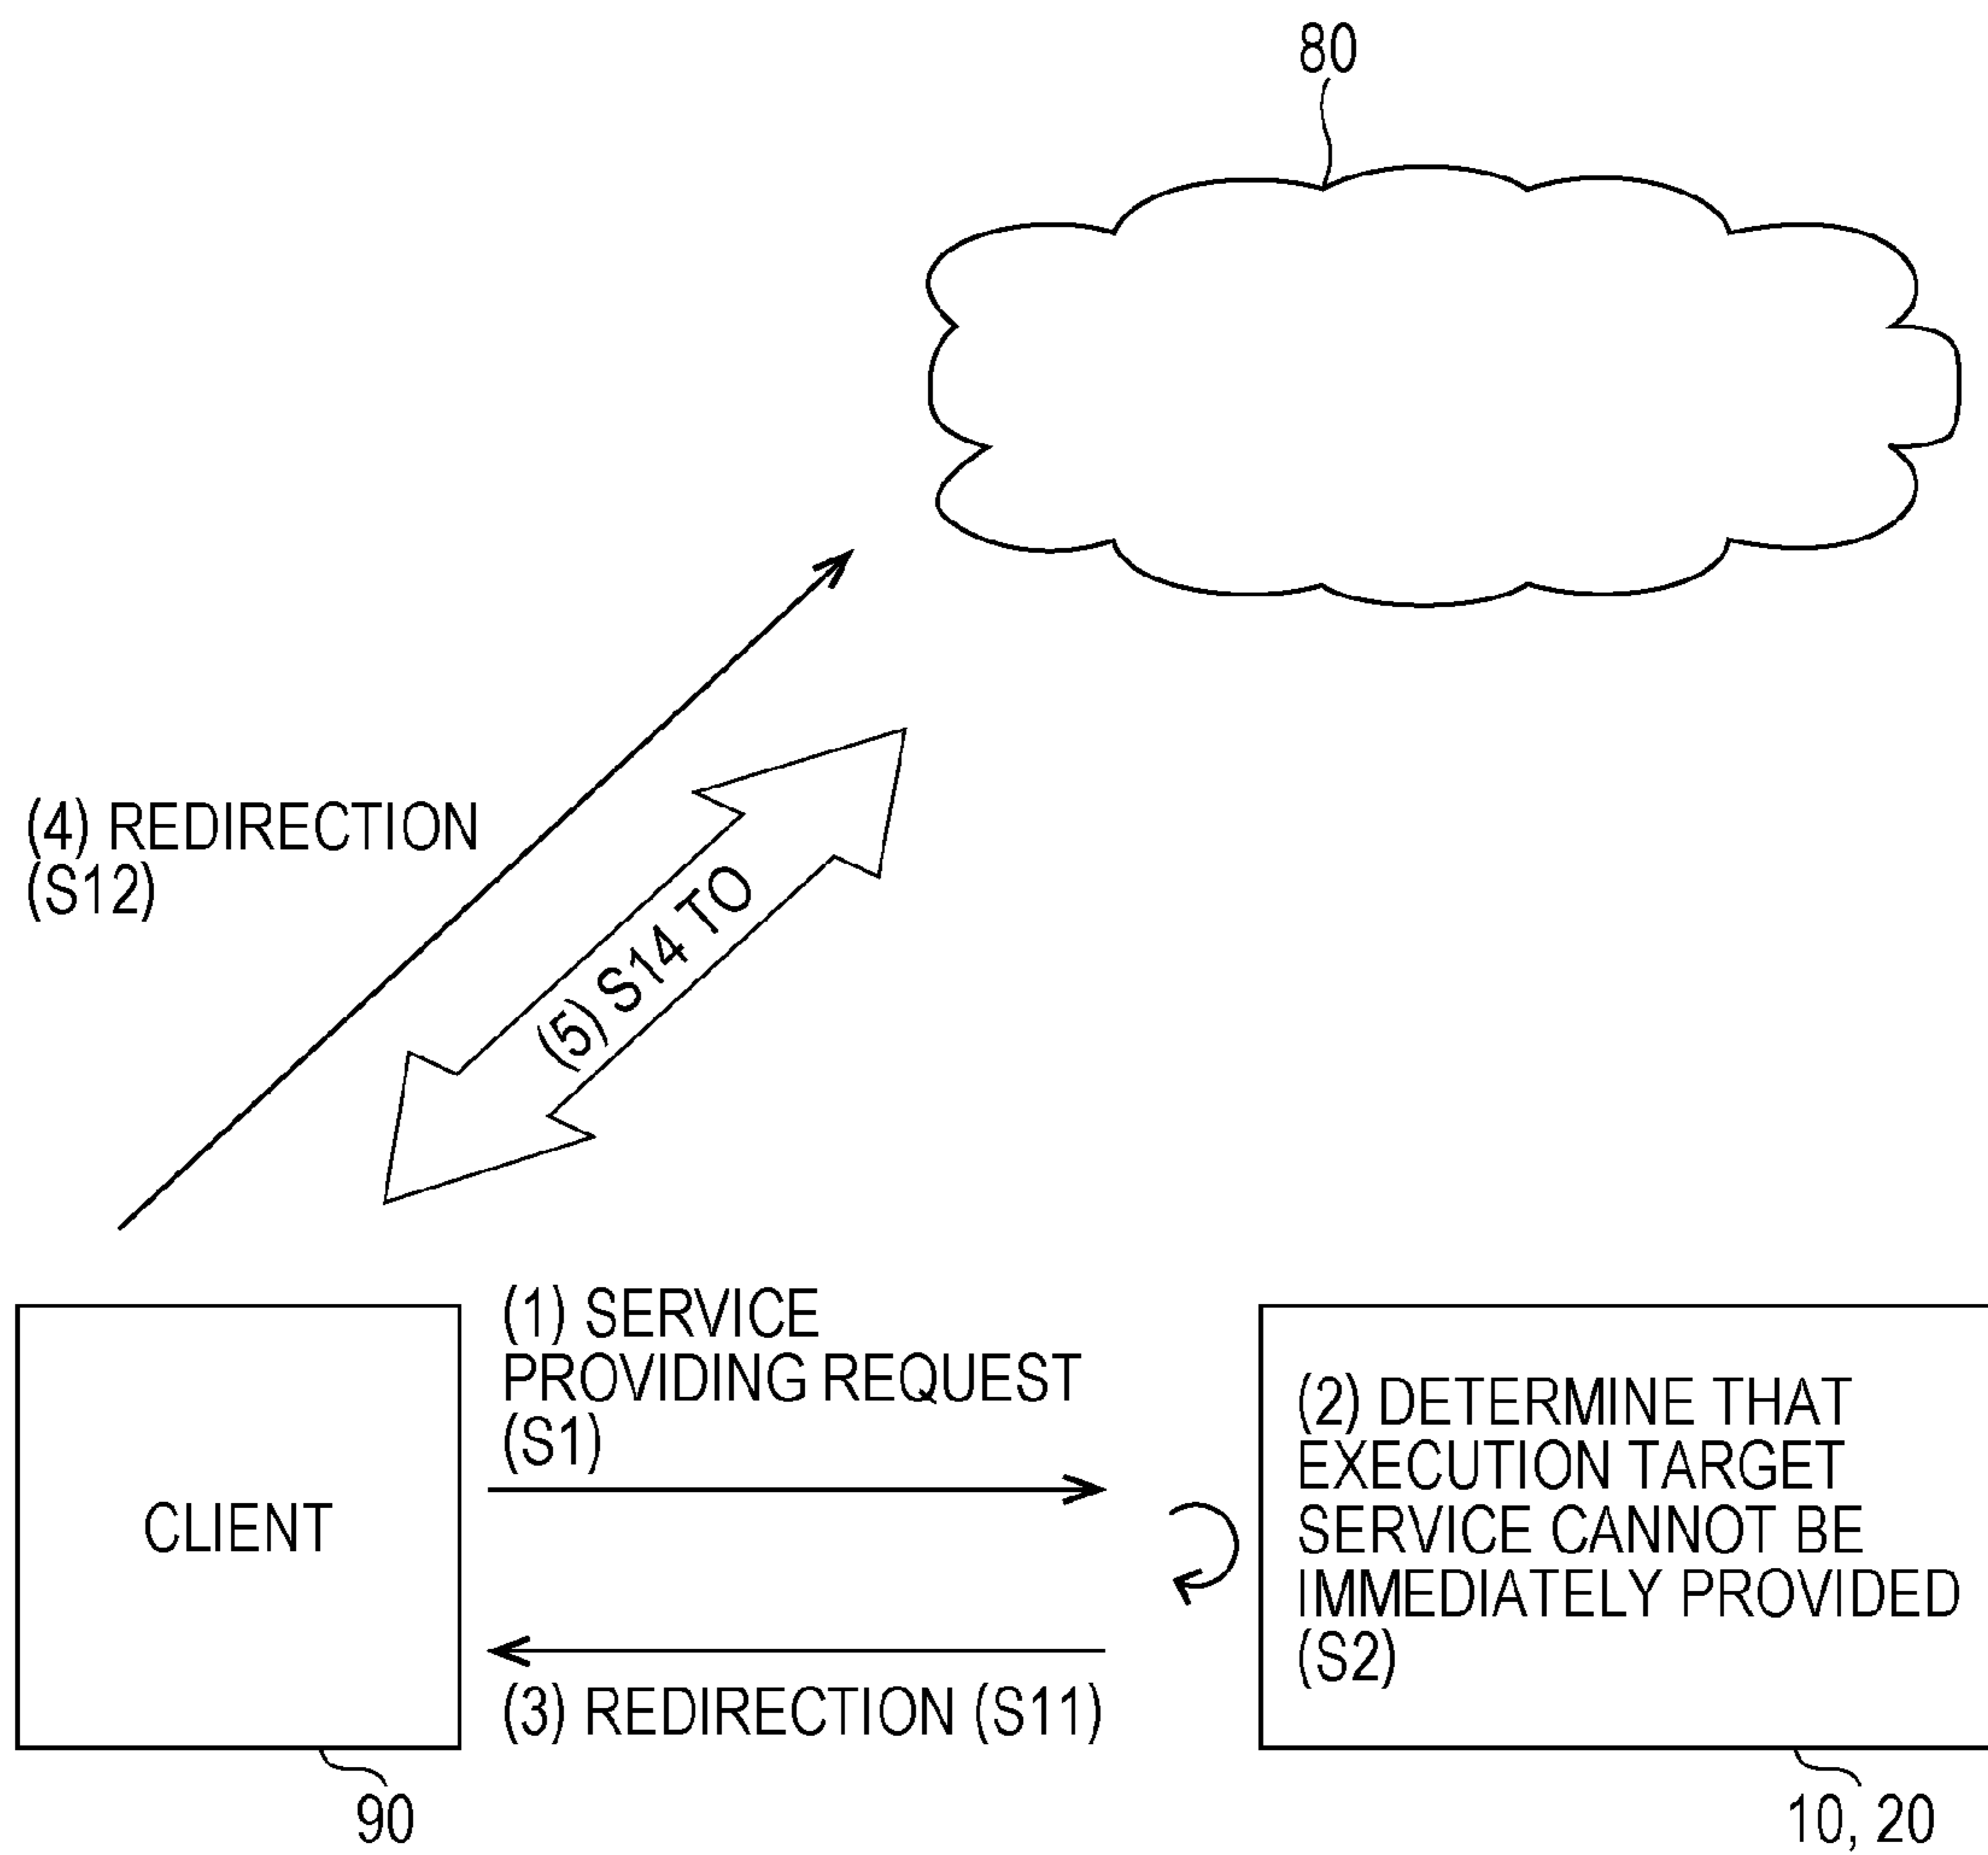 80
(4) REDIRECTION
(S12)
(5) S14 TO
(1) SERVICE
PROVIDING REQUEST
(S1)
CLIENT
(2) DETERMINE THAT
EXECUTION TARGET
SERVICE CANNOT BE
IMMEDIATELY PROVIDED
(S2)
(3) REDIRECTION (S11)
90
10, 20